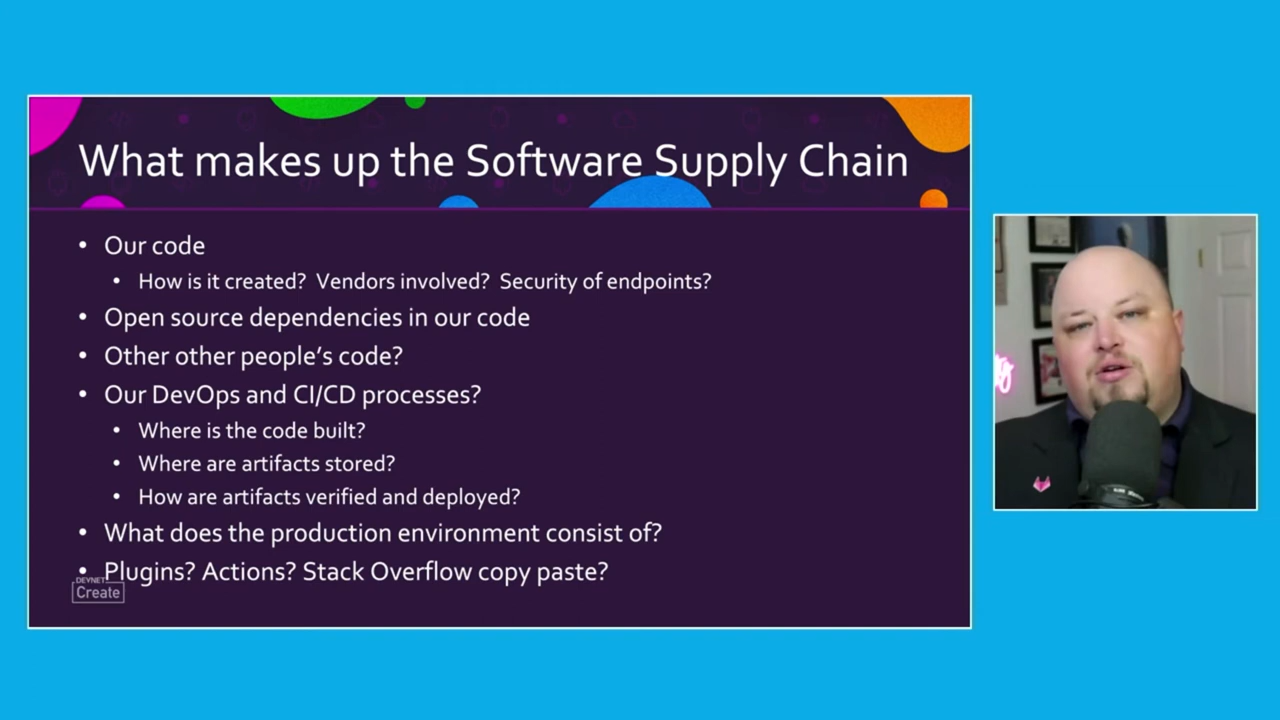 What makes up the Software Supply Chain
• Our code
• How is it created? Vendors involved? Security of endpoints?
• Open source dependencies in our code
• Other other people's code?
• Our DevOps and CI/CD processes?
• Where is the code built?
• Where are artifacts stored?
• How are artifacts verified and deployed?
• What does the production environment consist of?
• Plugins? Actions? Stack Overflow copy paste?
DEVNET
Create